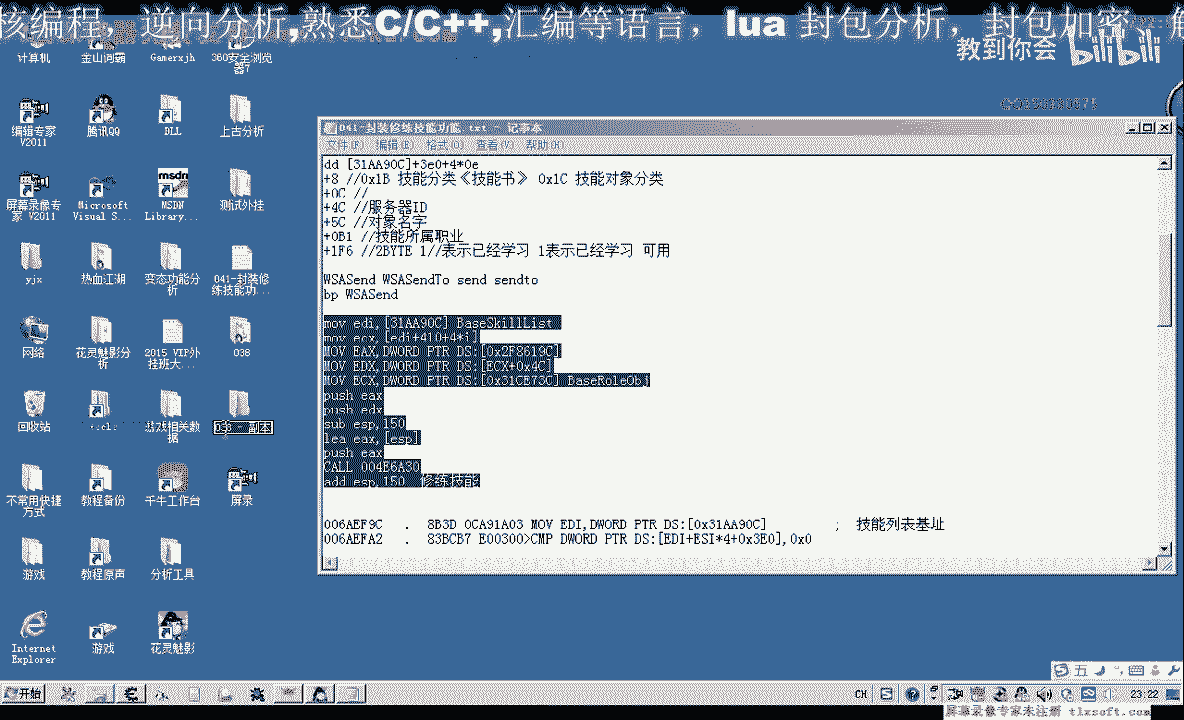 核编程，逆向分析,熟悉C/C++,汇编等语言，lua 封包分析，封包加密
教到你会 bilibili
计算机
金山词霸
Gamerxjh
360安全浏览器7
编辑专家 V2011
腾讯QQ
DLL
上古分析
屏幕录像专家 V2011
Microsoft Visual S...
MSDN Library...
测试外挂
yjx
热血江湖
变态功能分析
041-封装修练技能功...
网络
花灵魅影分析
2015 VIP外挂班大...
038
回收站
游戏相关数据
038 - 副本
不常用快捷方式
教程备份
千牛工作台
屏录
游戏
教程原声
分析工具
Internet Explorer
游戏
花灵魅影
041-封装修练技能功能.txt - 记事本
文件(F) 编辑(E) 格式(O) 查看(V) 帮助(H)
dd [31AA90C]+3e0+4*0e
+8 //0x1B 技能分类《技能书》 0x1C 技能对象分类
+0C //
+4C //服务器ID
+5C //对象名字
+0B1 //技能所属职业
+1F6 //2BYTE 1//表示已经学习 1表示已经学习 可用
WSASend WSASendTo send sendto
bp WSASend
mov edi,[31AA90C] BaseSkillList
mov ecx,[edi+410+4*i]
MOV EAX,DWORD PTR DS:[0x2F8619C]
MOV EDX,DWORD PTR DS:[ECX+0x4C]
MOV ECX,DWORD PTR DS:[0x31CE73C] BaseRoleObj
push eax
push edx
sub esp,150
lea eax,[esp]
push eax
CALL 004E6A30
add esp,150 修练技能
006AEF9C . 8B3D 0CA91A03 MOV EDI,DWORD PTR DS:[0x31AA90C] ; 技能列表基址
006AEFA2 . 83BCB7 E00300>CMP DWORD PTR DS:[EDI+ESI*4+0x3E0],0x0
五
开始
CH
23:22
屏幕录像专家未注册 tlxsoft.com